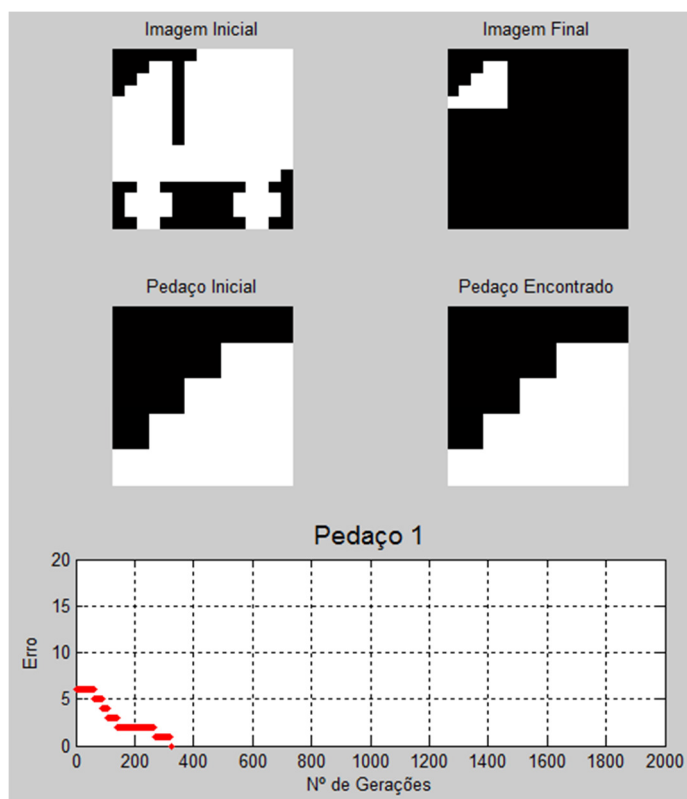 Imagem Inicial
Imagem Final
Pedaço Inicial
Pedaço Encontrado
Pedaço 1
20
15
10
5
0
Erro
0 200 400 600 800 1000 1200 1400 1600 1800 2000
Nº de Gerações